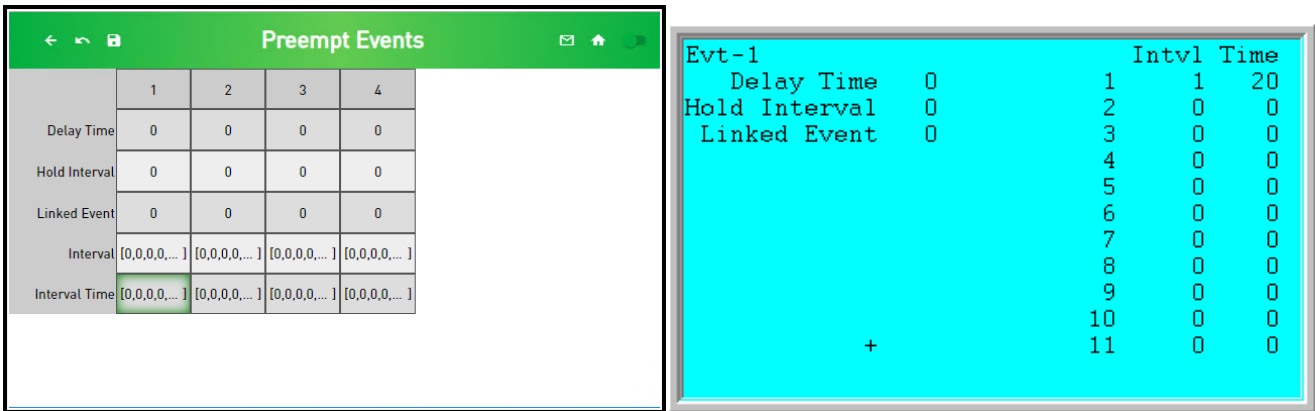 Preempt Events
1 2 3 4
Delay Time 0 0 0 0
Hold Interval 0 0 0 0
Linked Event 0 0 0 0
Interval [0,0,0,0,... ] [0,0,0,0,... ] [0,0,0,0,... ] [0,0,0,0,... ]
Interval Time [0,0,0,0,... ] [0,0,0,0,... ] [0,0,0,0,... ] [0,0,0,0,... ]
Evt-1 Intvl Time
Delay Time 0 1 1 20
Hold Interval 0 2 0 0
Linked Event 0 3 0 0
4 0 0
5 0 0
6 0 0
7 0 0
8 0 0
9 0 0
10 0 0
+ 11 0 0